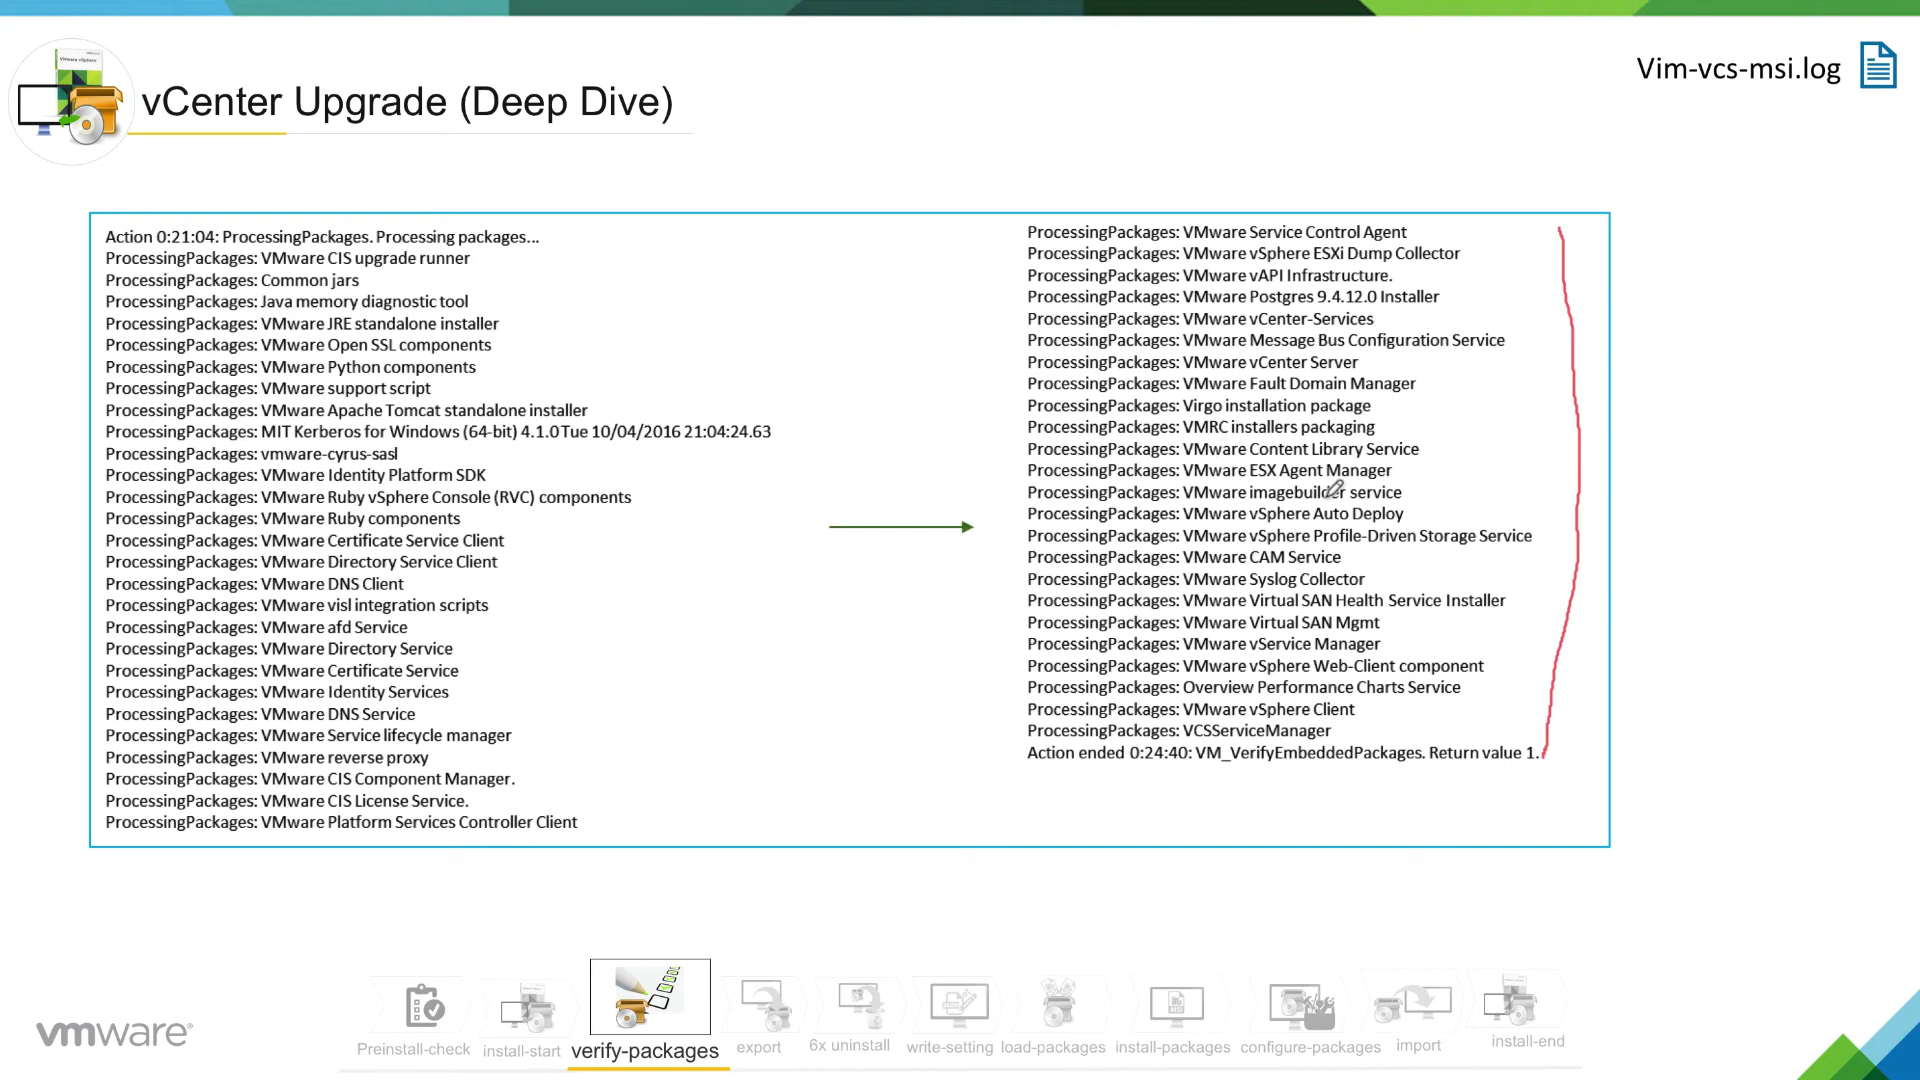 Vim-vcs-msi.log
vCenter Upgrade (Deep Dive)
Action 0:21:04: ProcessingPackages. Processing packages...
ProcessingPackages: VMware CIS upgrade runner
ProcessingPackages: Common jars
ProcessingPackages: Java memory diagnostic tool
ProcessingPackages: VMware JRE standalone installer
ProcessingPackages: VMware Open SSL components
ProcessingPackages: VMware Python components
ProcessingPackages: VMware support script
ProcessingPackages: VMware Apache Tomcat standalone installer
ProcessingPackages: MIT Kerberos for Windows (64-bit) 4.1.0Tue 10/04/2016 21:04:24.63
ProcessingPackages: vmware-cyrus-sasl
ProcessingPackages: VMware Identity Platform SDK
ProcessingPackages: VMware Ruby vSphere Console (RVC) components
ProcessingPackages: VMware Ruby components
ProcessingPackages: VMware Certificate Service Client
ProcessingPackages: VMware Directory Service Client
ProcessingPackages: VMware DNS Client
ProcessingPackages: VMware visl integration scripts
ProcessingPackages: VMware afd Service
ProcessingPackages: VMware Directory Service
ProcessingPackages: VMware Certificate Service
ProcessingPackages: VMware Identity Services
ProcessingPackages: VMware DNS Service
ProcessingPackages: VMware Service lifecycle manager
ProcessingPackages: VMware reverse proxy
ProcessingPackages: VMware CIS Component Manager.
ProcessingPackages: VMware CIS License Service.
ProcessingPackages: VMware Platform Services Controller Client
ProcessingPackages: VMware Service Control Agent
ProcessingPackages: VMware vSphere ESXi Dump Collector
ProcessingPackages: VMware vAPI Infrastructure.
ProcessingPackages: VMware Postgres 9.4.12.0 Installer
ProcessingPackages: VMware vCenter-Services
ProcessingPackages: VMware Message Bus Configuration Service
ProcessingPackages: VMware vCenter Server
ProcessingPackages: VMware Fault Domain Manager
ProcessingPackages: Virgo installation package
ProcessingPackages: VMRC installers packaging
ProcessingPackages: VMware Content Library Service
ProcessingPackages: VMware ESX Agent Manager
ProcessingPackages: VMware imagebuilder service
ProcessingPackages: VMware vSphere Auto Deploy
ProcessingPackages: VMware vSphere Profile-Driven Storage Service
ProcessingPackages: VMware CAM Service
ProcessingPackages: VMware Syslog Collector
ProcessingPackages: VMware Virtual SAN Health Service Installer
ProcessingPackages: VMware Virtual SAN Mgmt
ProcessingPackages: VMware vService Manager
ProcessingPackages: VMware vSphere Web-Client component
ProcessingPackages: Overview Performance Charts Service
ProcessingPackages: VMware vSphere Client
ProcessingPackages: VCSServiceManager
Action ended 0:24:40: VM_VerifyEmbeddedPackages. Return value 1.
vmware
Preinstall-check
install-start
verify-packages
export
6x uninstall
write-setting
load-packages
install-packages
configure-packages
import
install-end